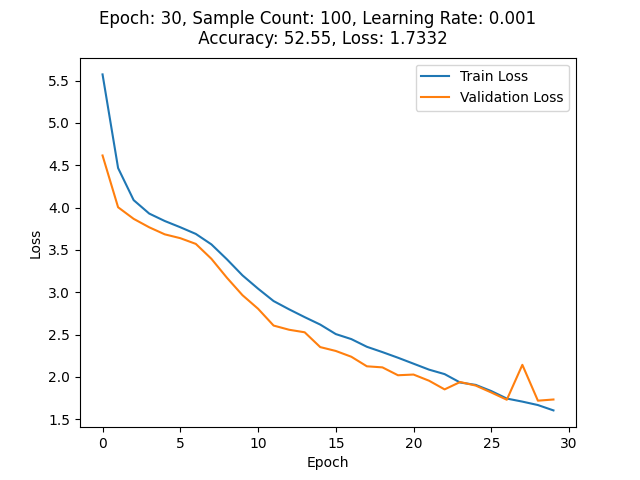 Epoch: 30, Sample Count: 100, Learning Rate: 0.001
Accuracy: 52.55, Loss: 1.7332
Train Loss
Validation Loss
5.5
5.0
4.5
4.0
3.5
3.0
2.5
2.0
1.5
Loss
0 5 10 15 20 25 30
Epoch